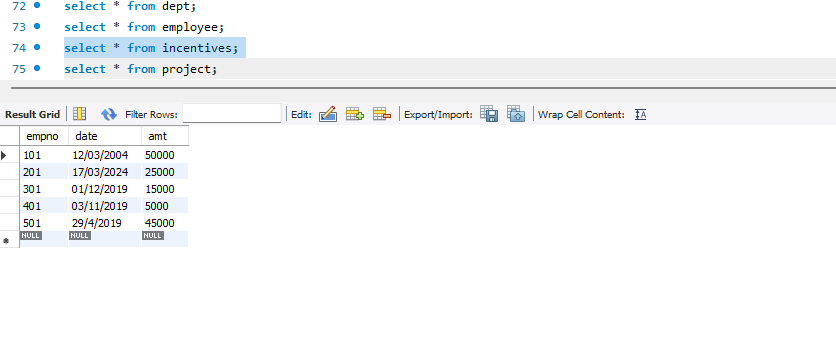 72 select * from dept;
73 select * from employee;
74 select * from incentives;
75 select * from project;
Result Grid Filter Rows: Edit: Export/Import: Wrap Cell Content: IA
empno date amt
101 12/03/2004 50000
201 17/03/2024 25000
301 01/12/2019 15000
401 03/11/2019 5000
501 29/4/2019 45000
NULL NULL NULL